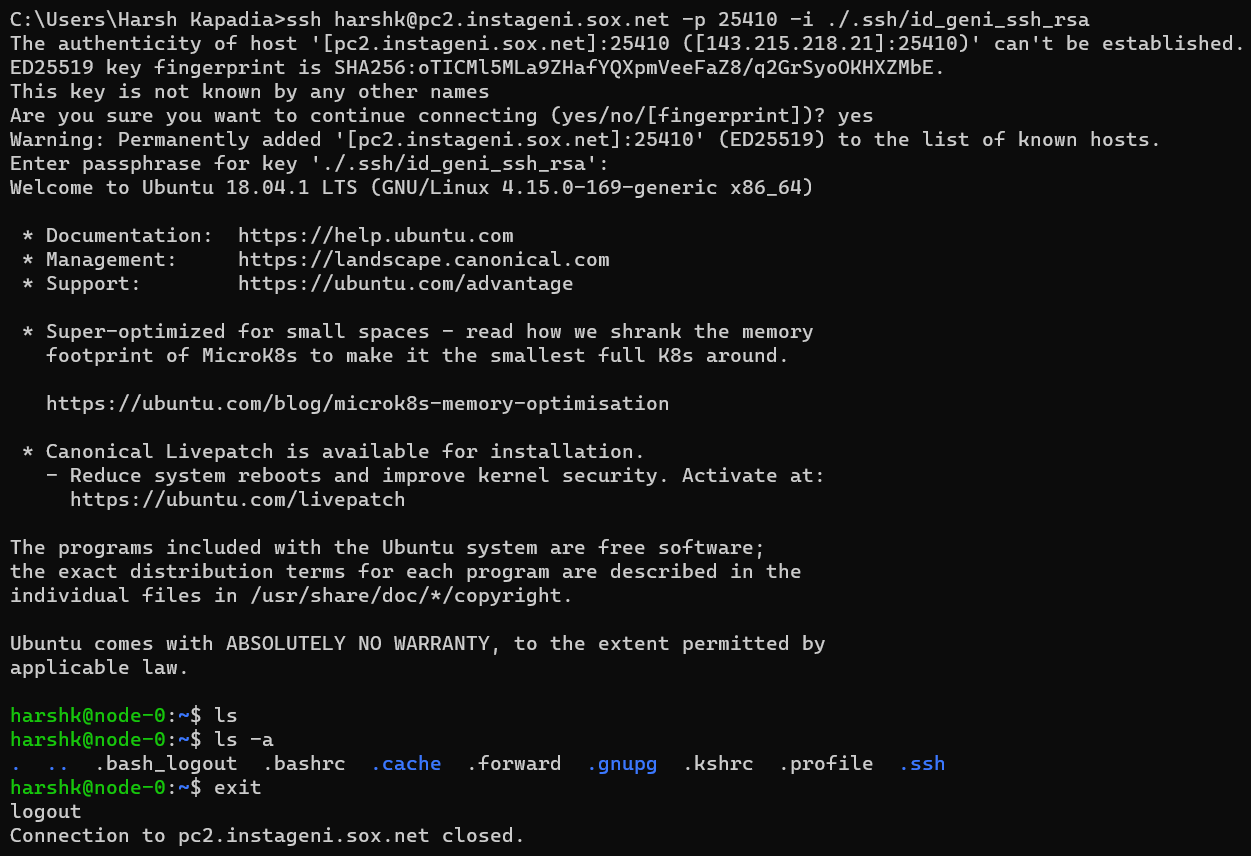 C:\Users\Harsh Kapadia>ssh harshk@pc2.instageni.sox.net -p 25410 -i ./.ssh/id_geni_ssh_rsa
The authenticity of host '[pc2.instageni.sox.net]:25410 ([143.215.218.21]:25410)' can't be established.
ED25519 key fingerprint is SHA256:oTICMl5MLa9ZHafYQXpmVeeFaZ8/q2GrSyoOKHXZMbE.
This key is not known by any other names
Are you sure you want to continue connecting (yes/no/[fingerprint])? yes
Warning: Permanently added '[pc2.instageni.sox.net]:25410' (ED25519) to the list of known hosts.
Enter passphrase for key './.ssh/id_geni_ssh_rsa':
Welcome to Ubuntu 18.04.1 LTS (GNU/Linux 4.15.0-169-generic x86_64)

 * Documentation:  https://help.ubuntu.com
 * Management:     https://landscape.canonical.com
 * Support:        https://ubuntu.com/advantage

 * Super-optimized for small spaces - read how we shrank the memory
   footprint of MicroK8s to make it the smallest full K8s around.

   https://ubuntu.com/blog/microk8s-memory-optimisation

 * Canonical Livepatch is available for installation.
   - Reduce system reboots and improve kernel security. Activate at:
     https://ubuntu.com/livepatch

The programs included with the Ubuntu system are free software;
the exact distribution terms for each program are described in the
individual files in /usr/share/doc/*/copyright.

Ubuntu comes with ABSOLUTELY NO WARRANTY, to the extent permitted by
applicable law.

harshk@node-0:~$ ls
harshk@node-0:~$ ls -a
.  ..  .bash_logout  .bashrc  .cache  .forward  .gnupg  .kshrc  .profile  .ssh
harshk@node-0:~$ exit
logout
Connection to pc2.instageni.sox.net closed.